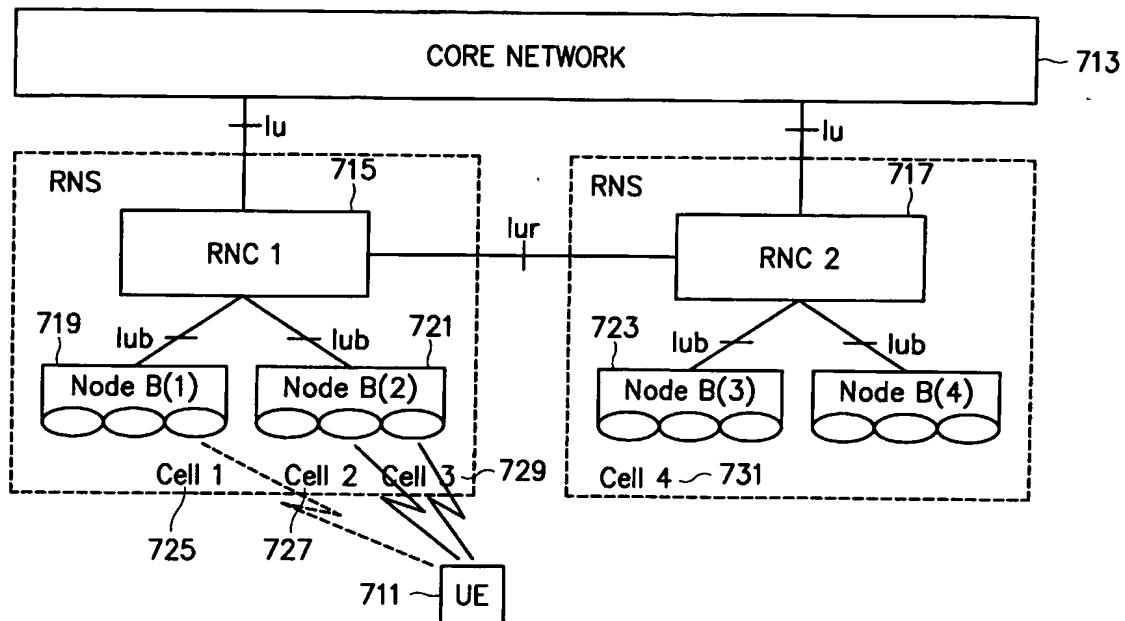 CORE NETWORK
713
Iu
Iu
RNS
715
RNC 1
Iur
RNS
717
RNC 2
719
Iub
Iub
721
723
Iub
Iub
Node B(1)
Node B(2)
Node B(3)
Node B(4)
Cell 1
Cell 2
Cell 3
729
Cell 4
731
725
727
711
UE